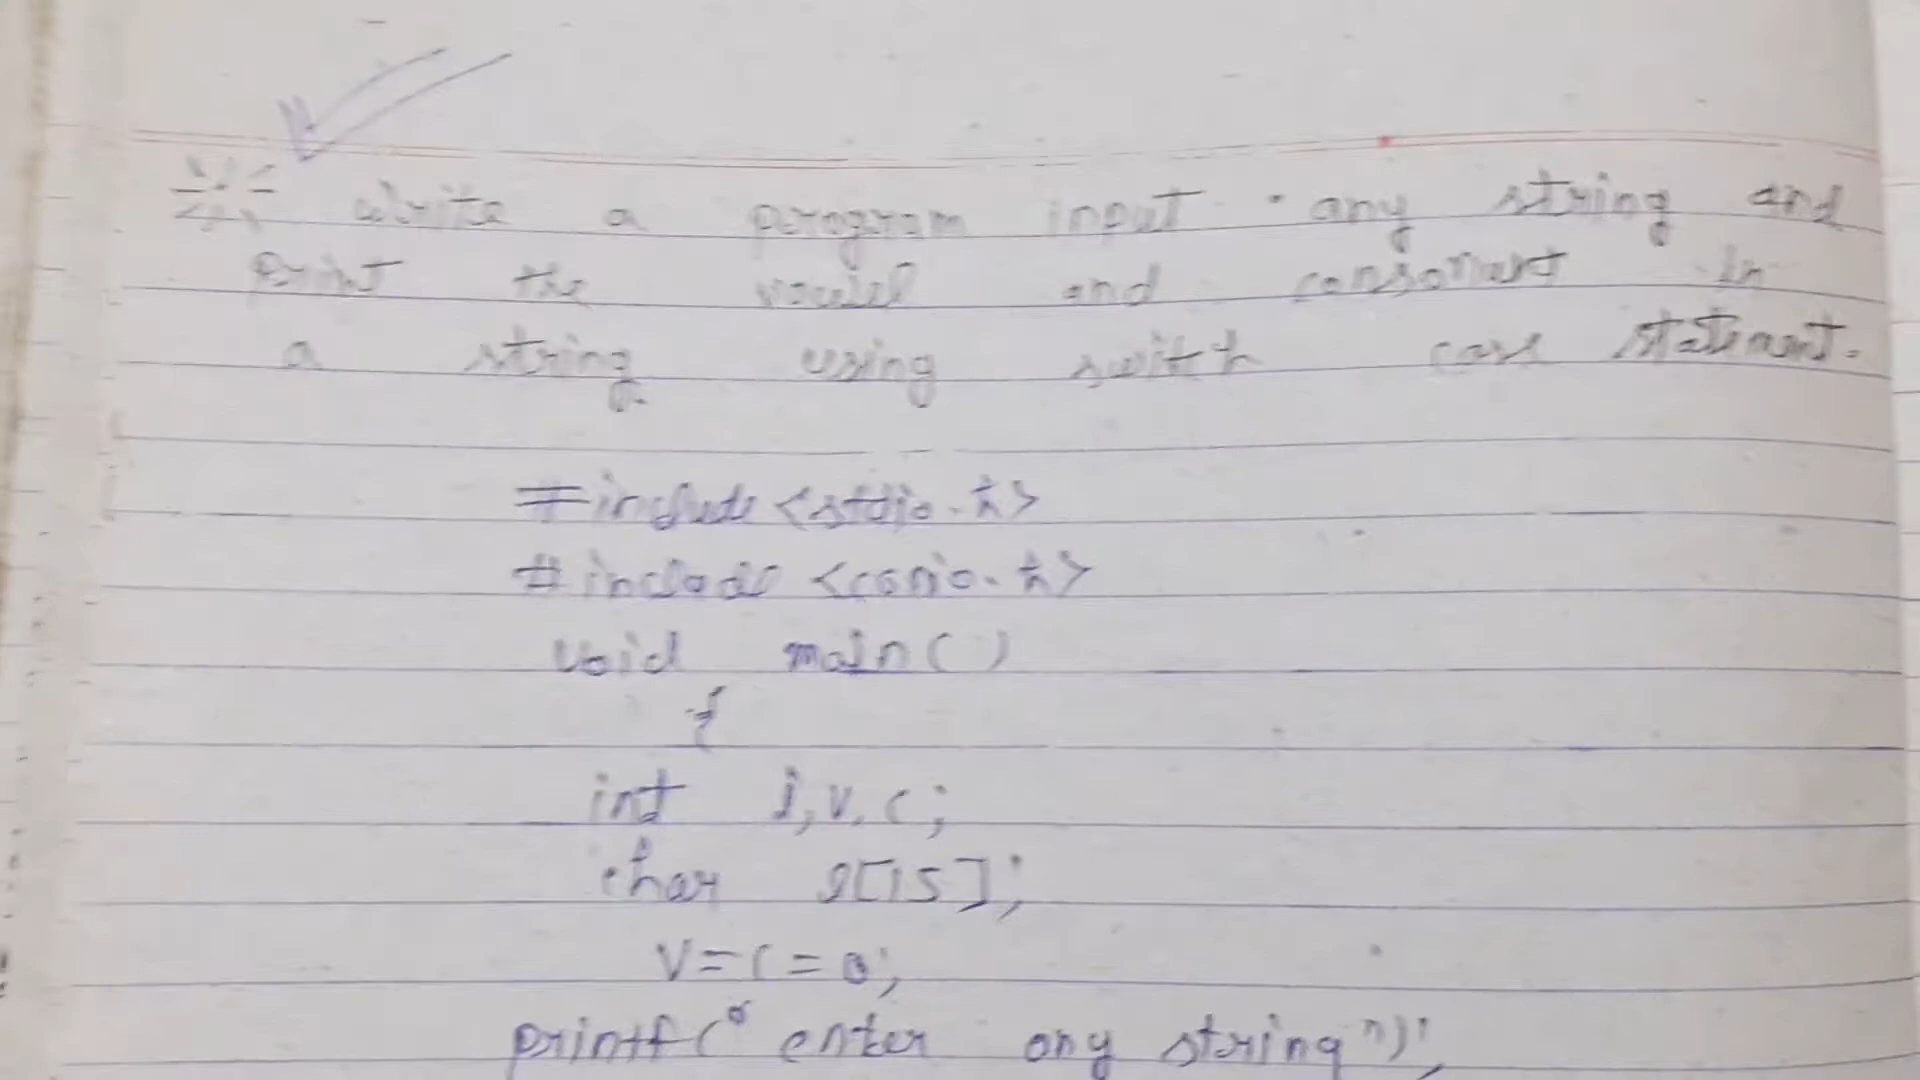 write a program input any string and
print the vowel and consonant in
a string using switch case statement.
#include <stdio.h>
#include <conio.h>
void main()
{
int i,v,c;
char s[15];
v=c=0;
printf(" enter any string");